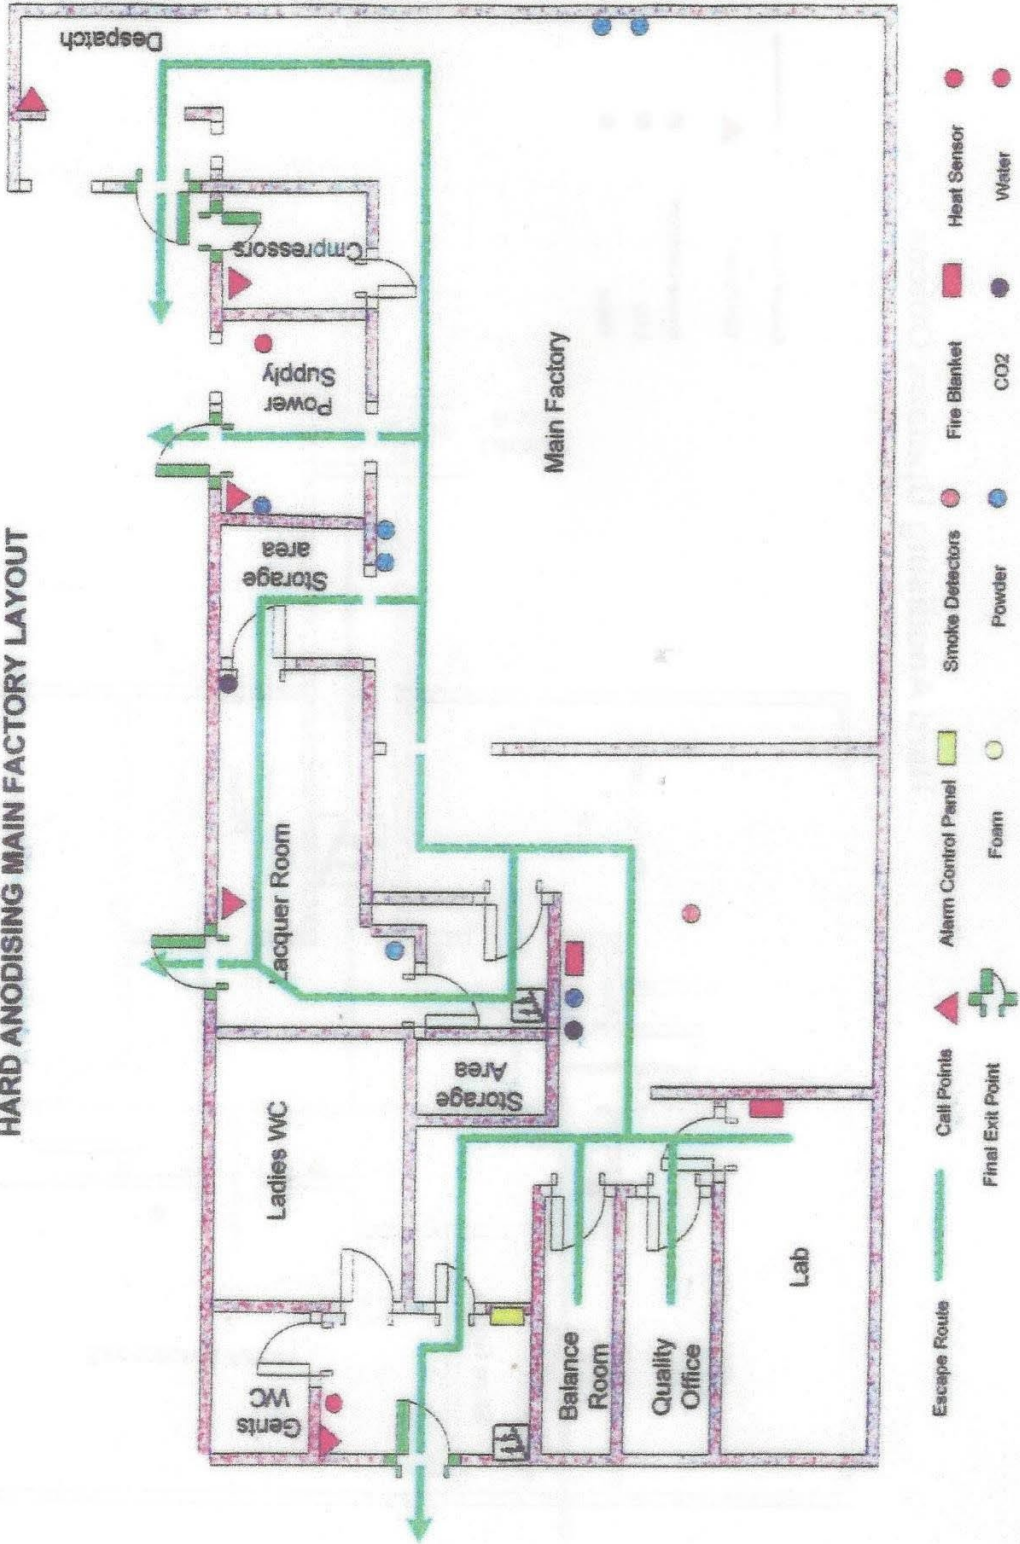 HARD ANODISING MAIN FACTORY LAYOUT
Despatch
Cmpressors
Power
Supply
Storage
area
Main Factory
Lacquer Room
Storage
Area
Ladies WC
Gents
WC
Balance
Room
Quality
Office
Lab
Escape Route
Call Points
Alarm Control Panel
Smoke Detectors
Fire Blanket
Heat Sensor
Final Exit Point
Foam
Powder
CO2
Water